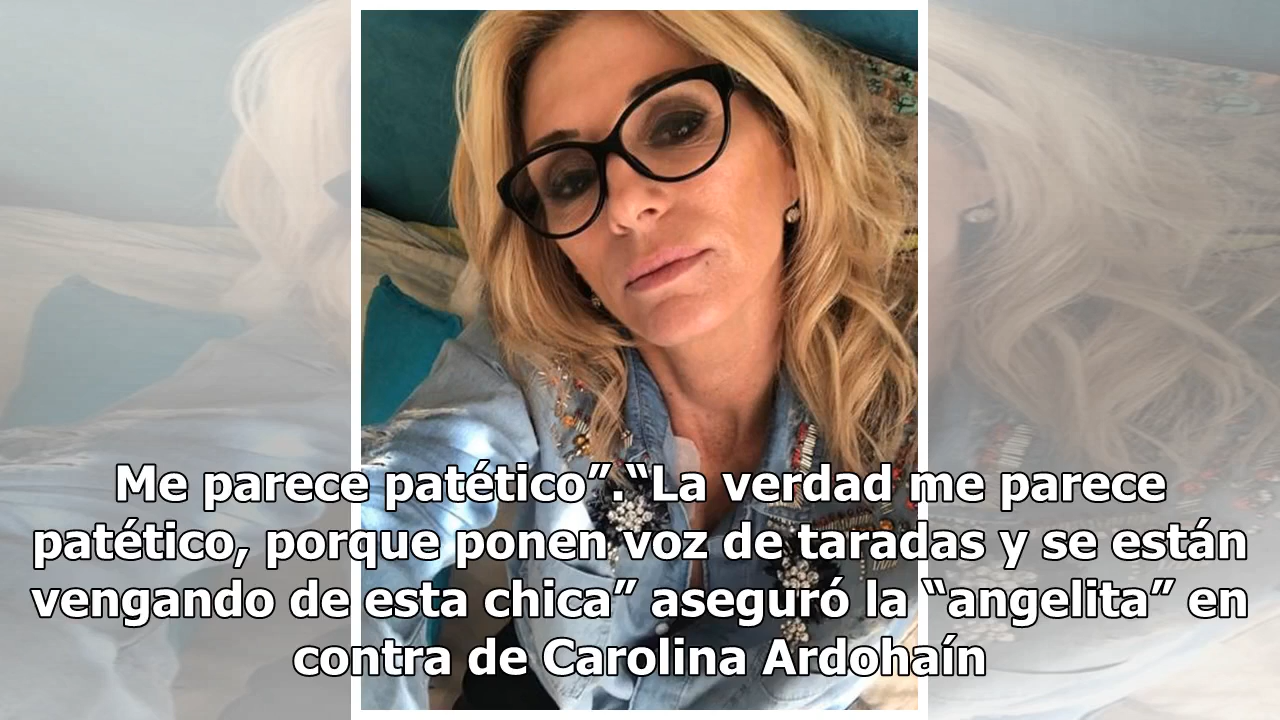 Me parece patético”.“La verdad me parece
patético, porque ponen voz de taradas y se están
vengando de esta chica” aseguró la “angelita” en
contra de Carolina Ardohaín